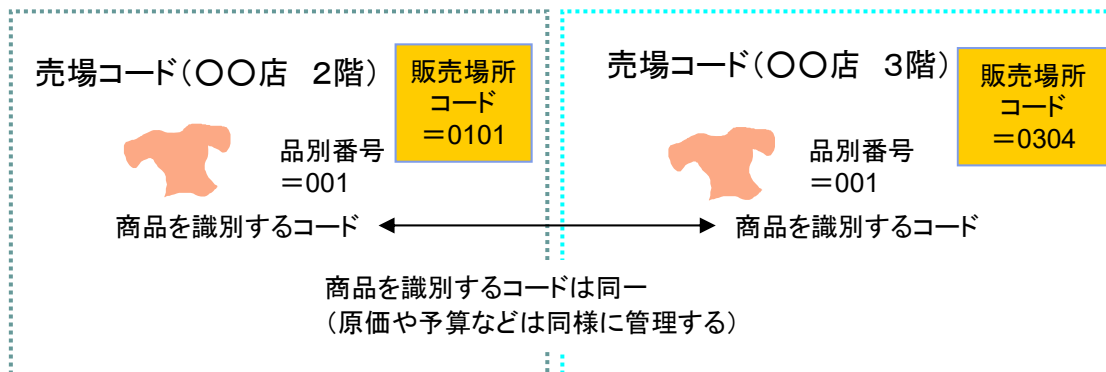 売場コード（〇〇店　2階）
販売場所
コード
＝0101
品別番号
＝001
商品を識別するコード
売場コード（〇〇店　3階）
販売場所
コード
＝0304
品別番号
＝001
商品を識別するコード
商品を識別するコードは同一
（原価や予算などは同様に管理する）